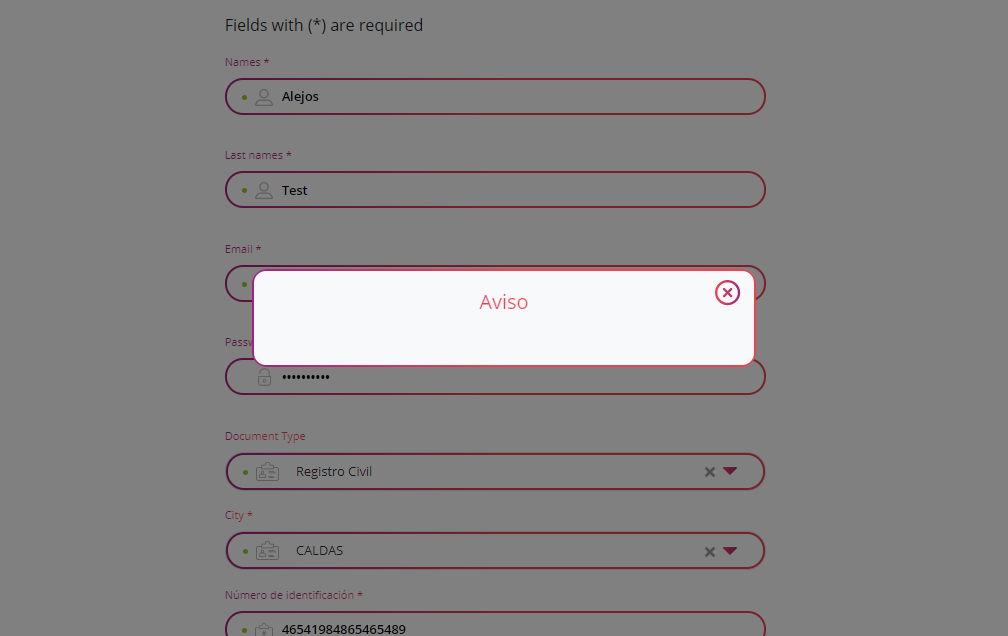 Fields with (*) are required
Names *
Alejos
Last names *
Test
Email *
Aviso
••••••••••
Document Type
Registro Civil
City *
CALDAS
Número de identificación *
46541984865465489